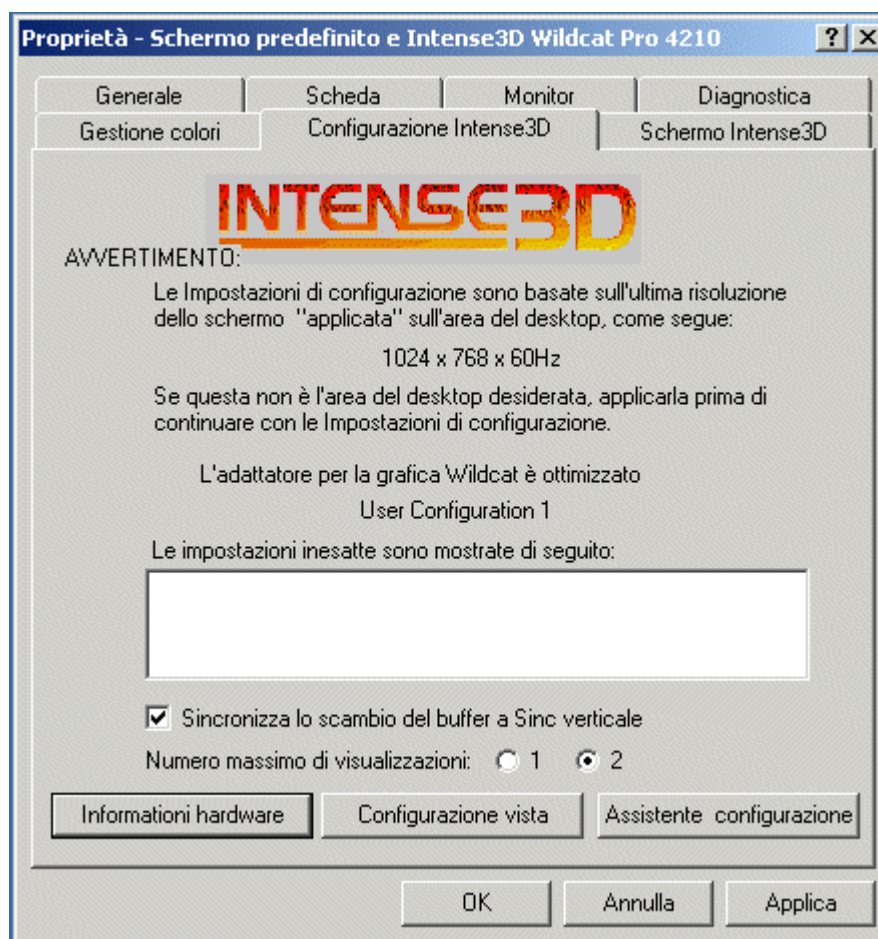 Proprietà - Schermo predefinito e Intense3D Wildcat Pro 4210
Generale
Scheda
Monitor
Diagnostica
Gestione colori
Configurazione Intense3D
Schermo Intense3D
INTENSE3D
AVVERTIMENTO:
Le Impostazioni di configurazione sono basate sull'ultima risoluzione
dello schermo "applicata" sull'area del desktop, come segue:
1024 x 768 x 60Hz
Se questa non è l'area del desktop desiderata, applicarla prima di
continuare con le Impostazioni di configurazione.
L'adattatore per la grafica Wildcat è ottimizzato
User Configuration 1
Le impostazioni inesatte sono mostrate di seguito:
Sincronizza lo scambio del buffer a Sinc verticale
Numero massimo di visualizzazioni: 1 2
Informationi hardware
Configurazione vista
Assistente configurazione
OK
Annulla
Applica